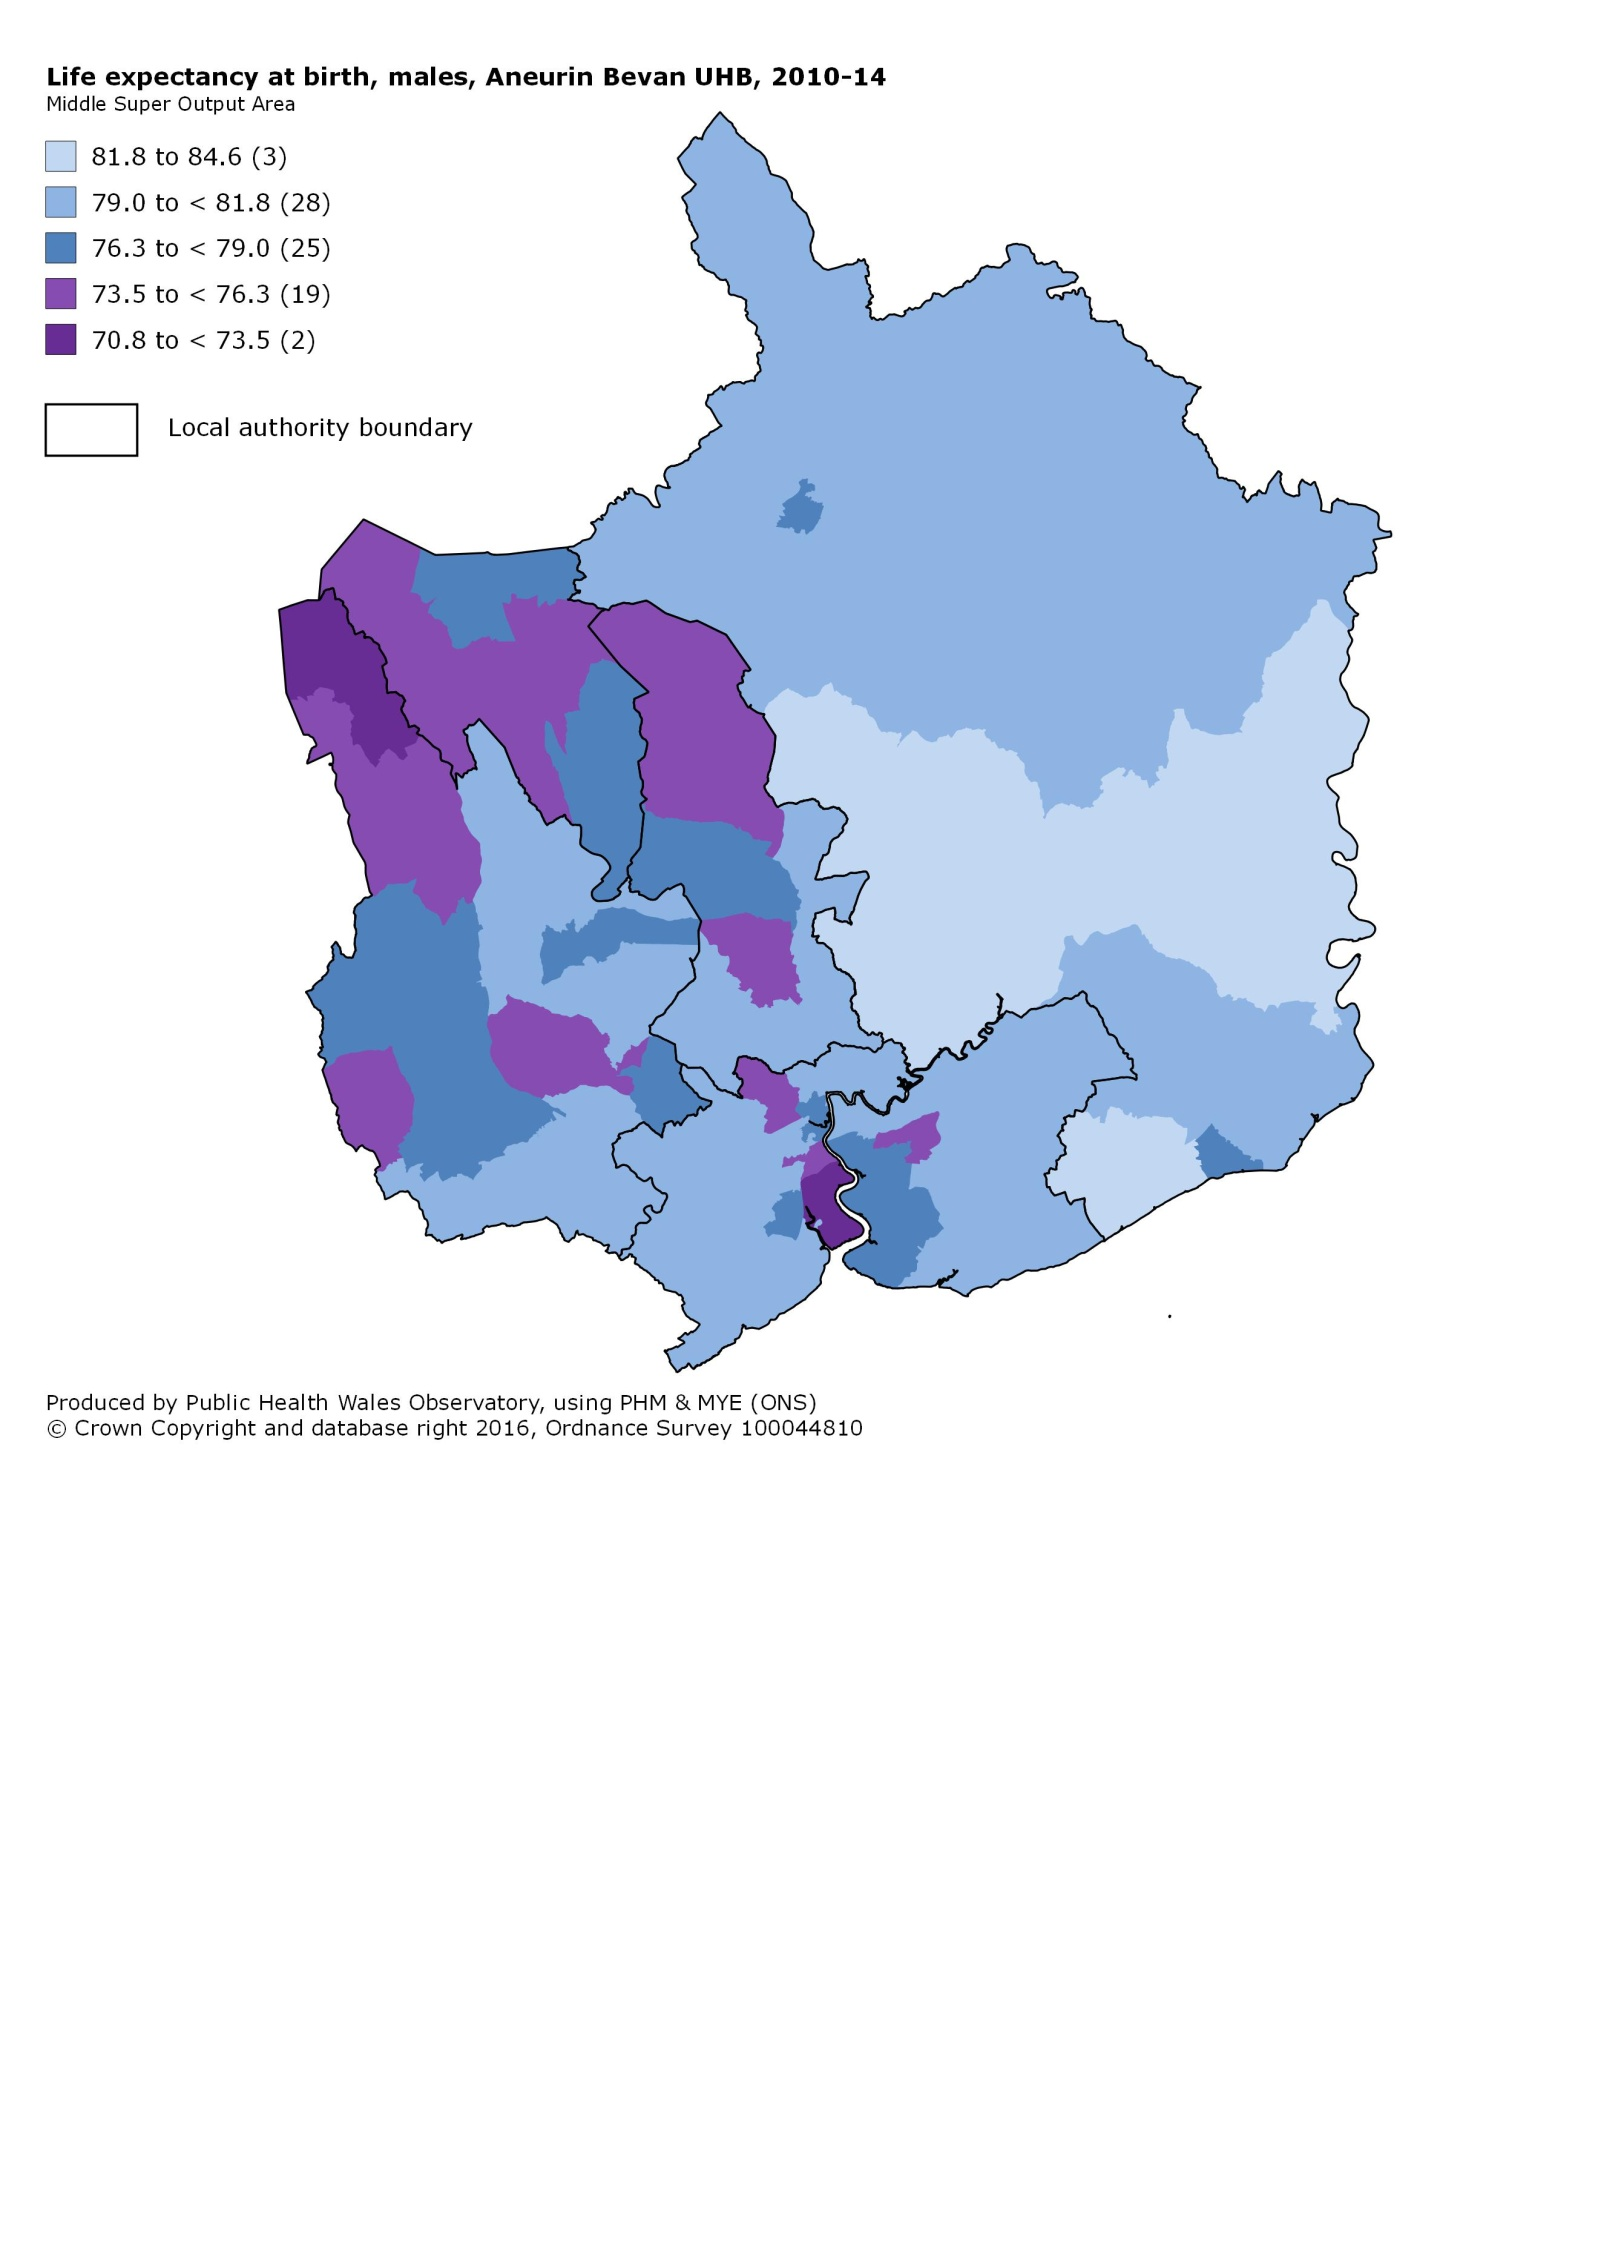 Life expectancy at birth, males, Aneurin Bevan UHB, 2010-14
Middle Super Output Area
81.8 to 84.6 (3)
79.0 to < 81.8 (28)
76.3 to < 79.0 (25)
73.5 to < 76.3 (19)
70.8 to < 73.5 (2)
Local authority boundary
Produced by Public Health Wales Observatory, using PHM & MYE (ONS)
© Crown Copyright and database right 2016, Ordnance Survey 100044810